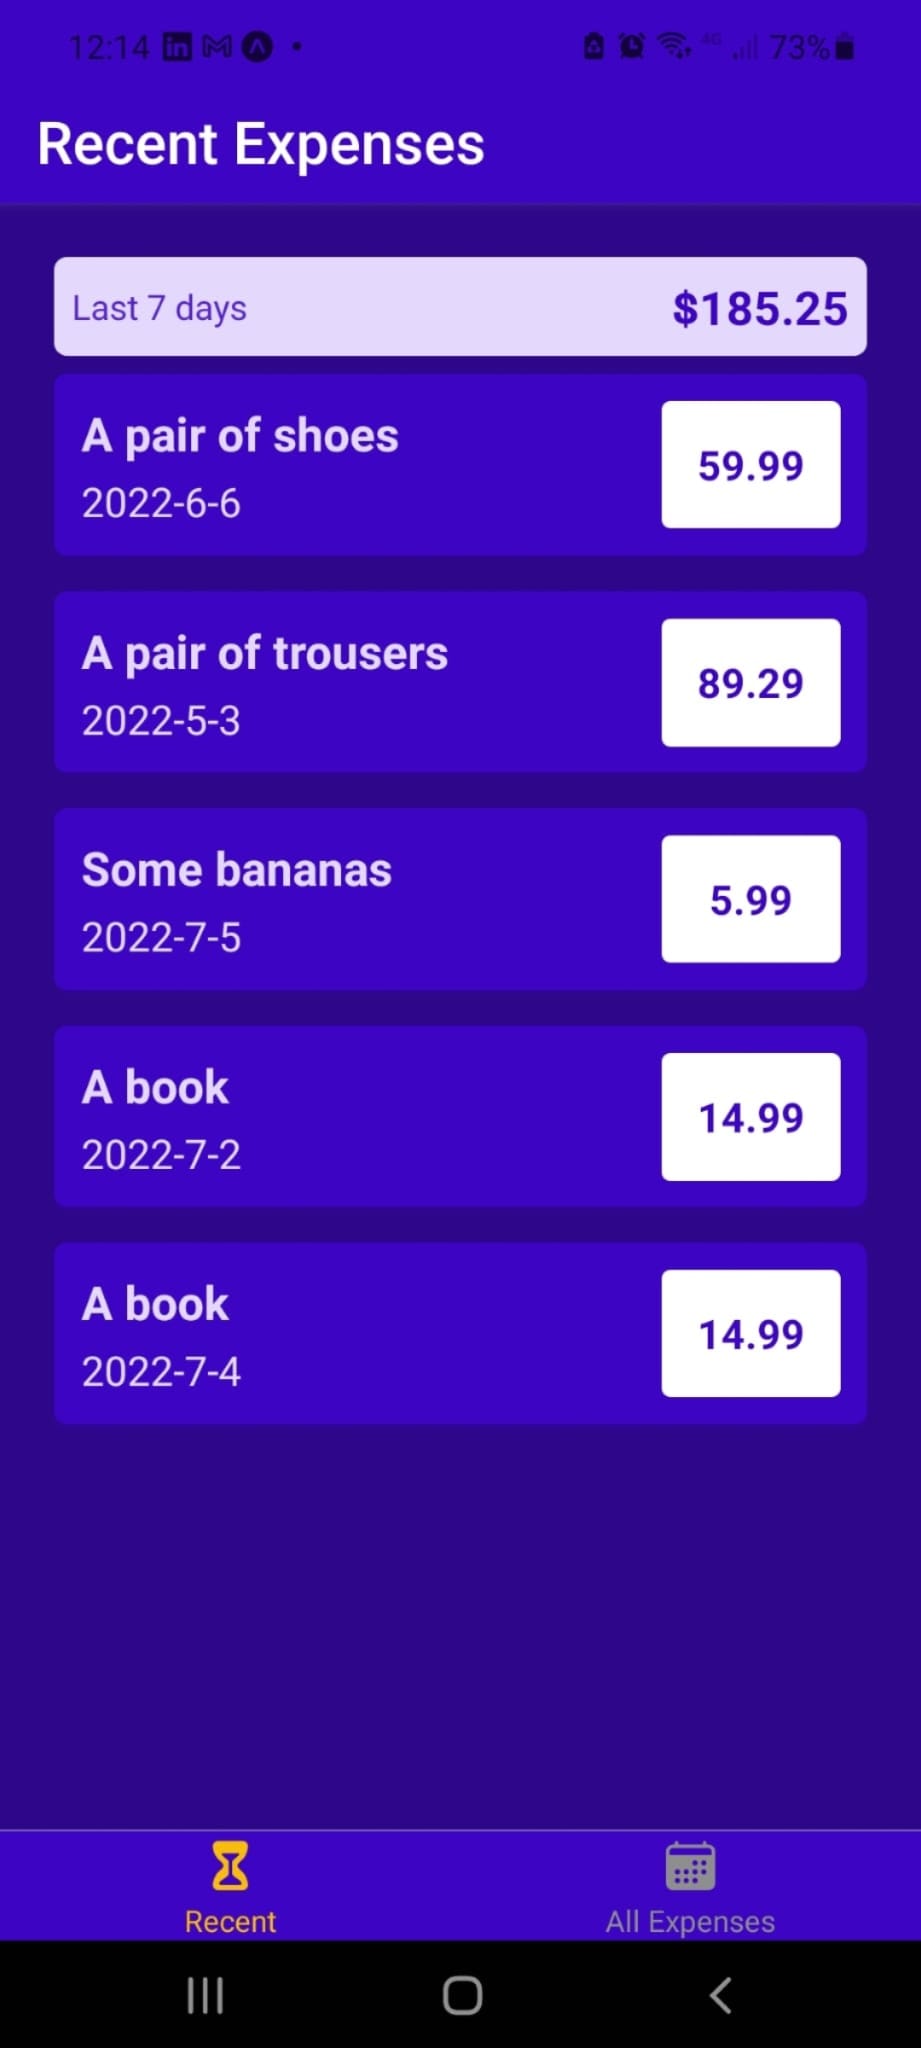 12:14
4G 73%
Recent Expenses
Last 7 days $185.25
A pair of shoes
2022-6-6
59.99
A pair of trousers
2022-5-3
89.29
Some bananas
2022-7-5
5.99
A book
2022-7-2
14.99
A book
2022-7-4
14.99
Recent
All Expenses